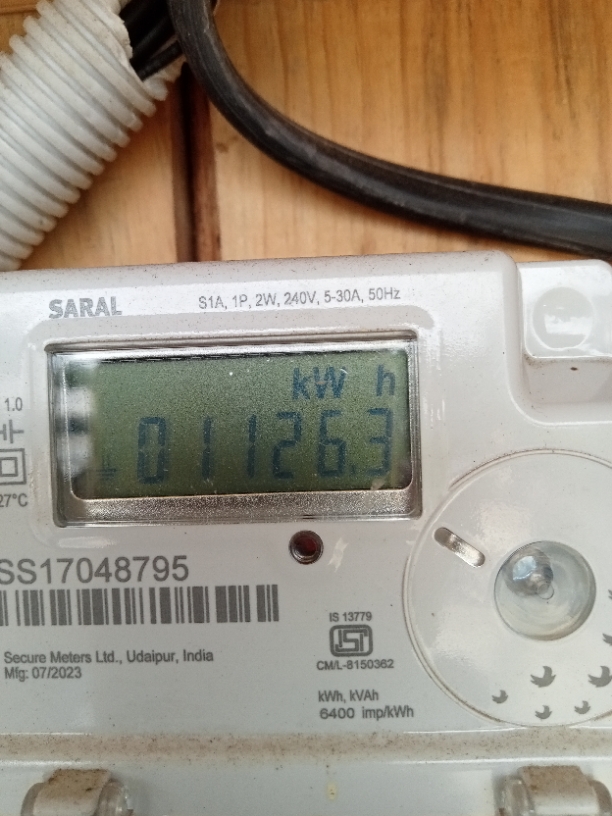 SARAL
S1A, 1P, 2W, 240V, 5-30A, 50Hz
kW h
01126.3
1.0
27°C
SS17048795
Secure Meters Ltd., Udaipur, India
Mfg: 07/2023
IS 13779
CM/L-8150362
kWh, kVAh
6400 imp/kWh